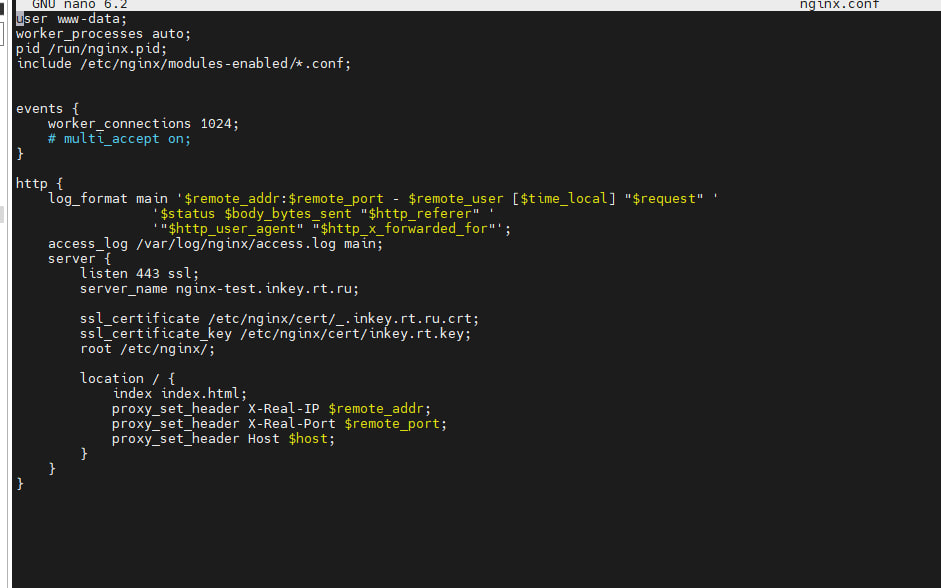 GNU nano 6.2 nginx.conf
user www-data;
worker_processes auto;
pid /run/nginx.pid;
include /etc/nginx/modules-enabled/*.conf;
events {
worker_connections 1024;
# multi_accept on;
}
http {
log_format main '$remote_addr:$remote_port - $remote_user [$time_local] "$request" '
'$status $body_bytes_sent "$http_referer" '
'"$http_user_agent" "$http_x_forwarded_for"';
access_log /var/log/nginx/access.log main;
server {
listen 443 ssl;
server_name nginx-test.inkey.rt.ru;
ssl_certificate /etc/nginx/cert/_.inkey.rt.ru.crt;
ssl_certificate_key /etc/nginx/cert/inkey.rt.key;
root /etc/nginx/;
location / {
index index.html;
proxy_set_header X-Real-IP $remote_addr;
proxy_set_header X-Real-Port $remote_port;
proxy_set_header Host $host;
}
}
}